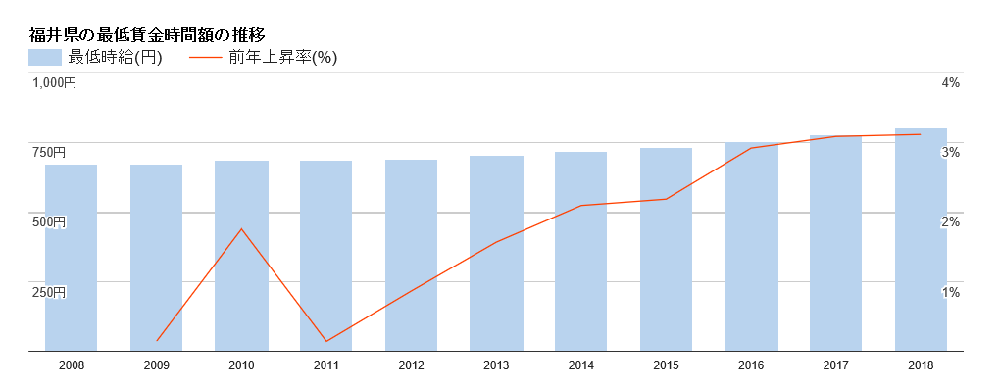 福井県の最低賃金時間額の推移
最低時給(円) 前年上昇率(%)
1,000円 4%
750円 3%
500円 2%
250円 1%
2008 2009 2010 2011 2012 2013 2014 2015 2016 2017 2018